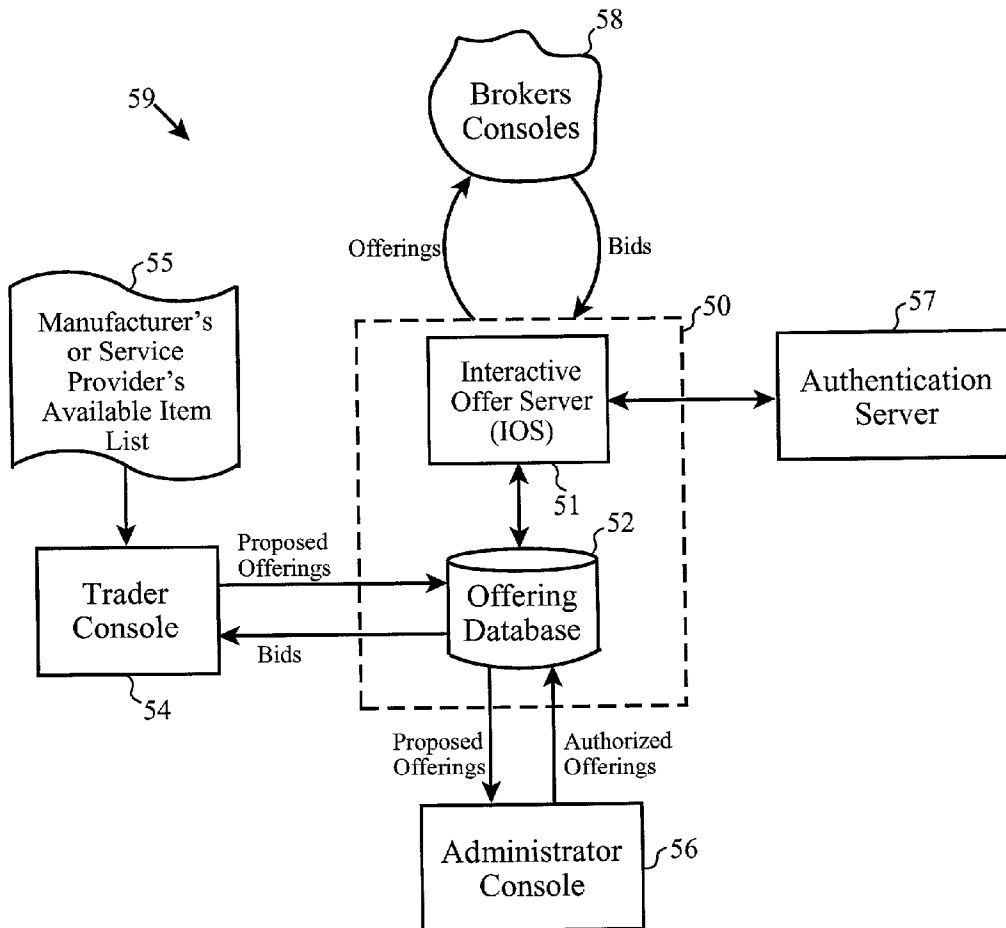 58
Brokers
Consoles
59
Offerings
Bids
55
Manufacturer's
or Service
Provider's
Available Item
List
50
57
Interactive
Offer Server
(IOS)
Authentication
Server
51
52
Proposed
Offerings
Trader
Console
Offering
Database
Bids
54
Proposed
Offerings
Authorized
Offerings
Administrator
Console
56